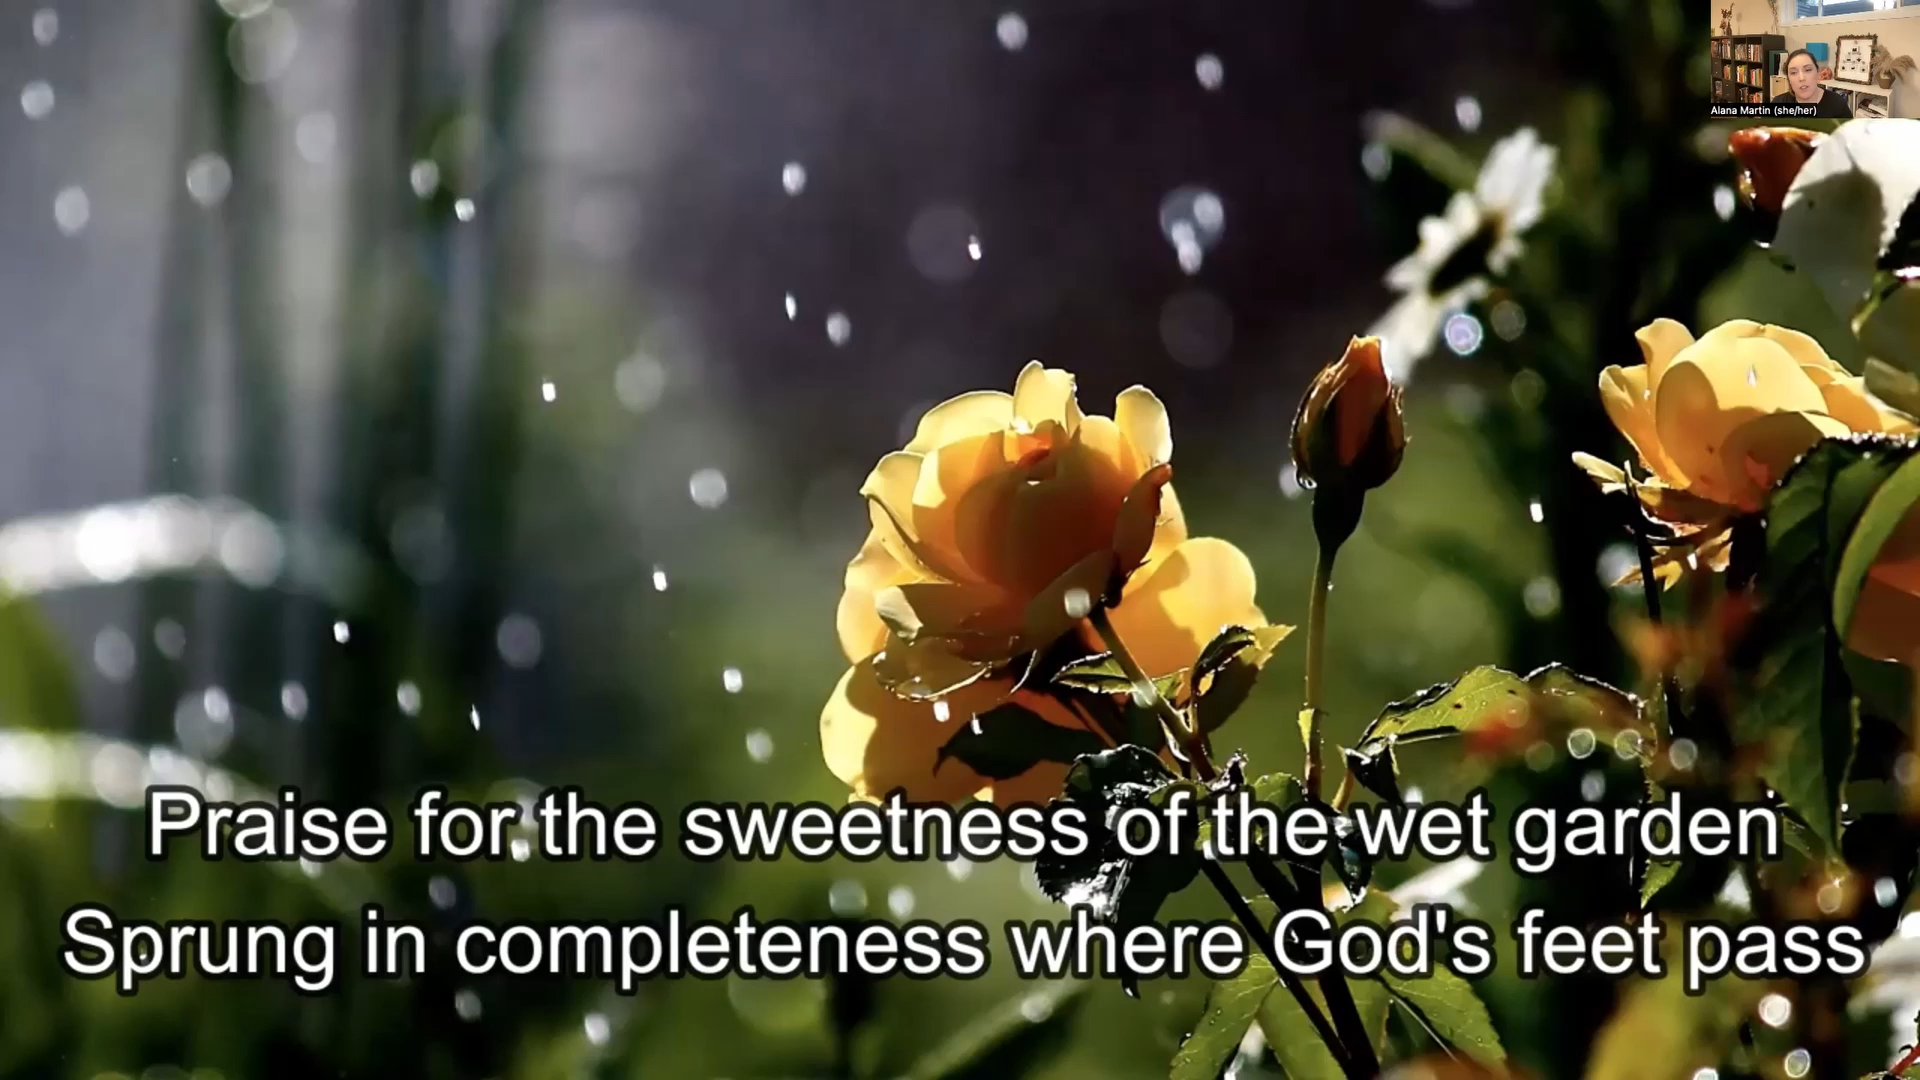 Alana Martin (she/her)
Praise for the sweetness of the wet garden
Sprung in completeness where God's feet pass